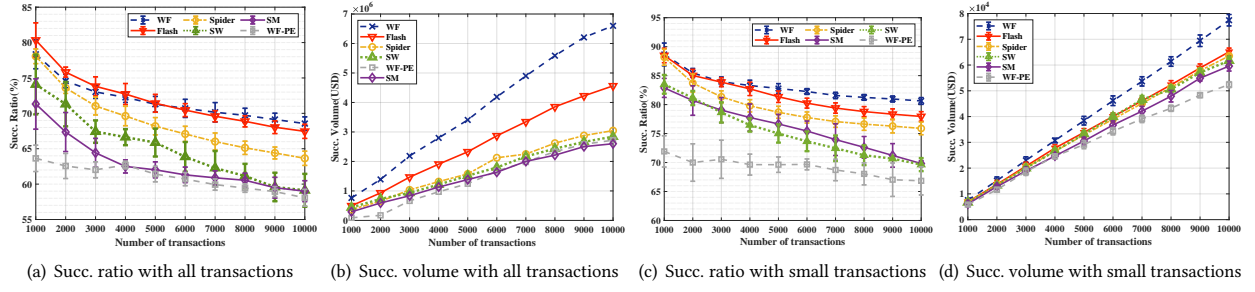 WF Spider SM
Flash SW WF-PE
Succ. Ratio(%)
85
80
75
70
65
60
55
1000 2000 3000 4000 5000 6000 7000 8000 9000 10000
Number of transactions
(a) Succ. ratio with all transactions
×10⁶
WF
Flash
Spider
SW
WF-PE
SM
Succ. Volume(USD)
7
6
5
4
3
2
1
0
1000 2000 3000 4000 5000 6000 7000 8000 9000 10000
Number of transactions
(b) Succ. volume with all transactions
WF Spider SW
Flash SM WF-PE
Succ. Ratio(%)
95
90
85
80
75
70
65
60
1000 2000 3000 4000 5000 6000 7000 8000 9000 10000
Number of transactions
(c) Succ. ratio with small transactions
×10⁴
WF
Flash
Spider
SW
SM
WF-PE
Succ. Volume(USD)
8
7
6
5
4
3
2
1
0
1000 2000 3000 4000 5000 6000 7000 8000 9000 10000
Number of transactions
(d) Succ. volume with small transactions